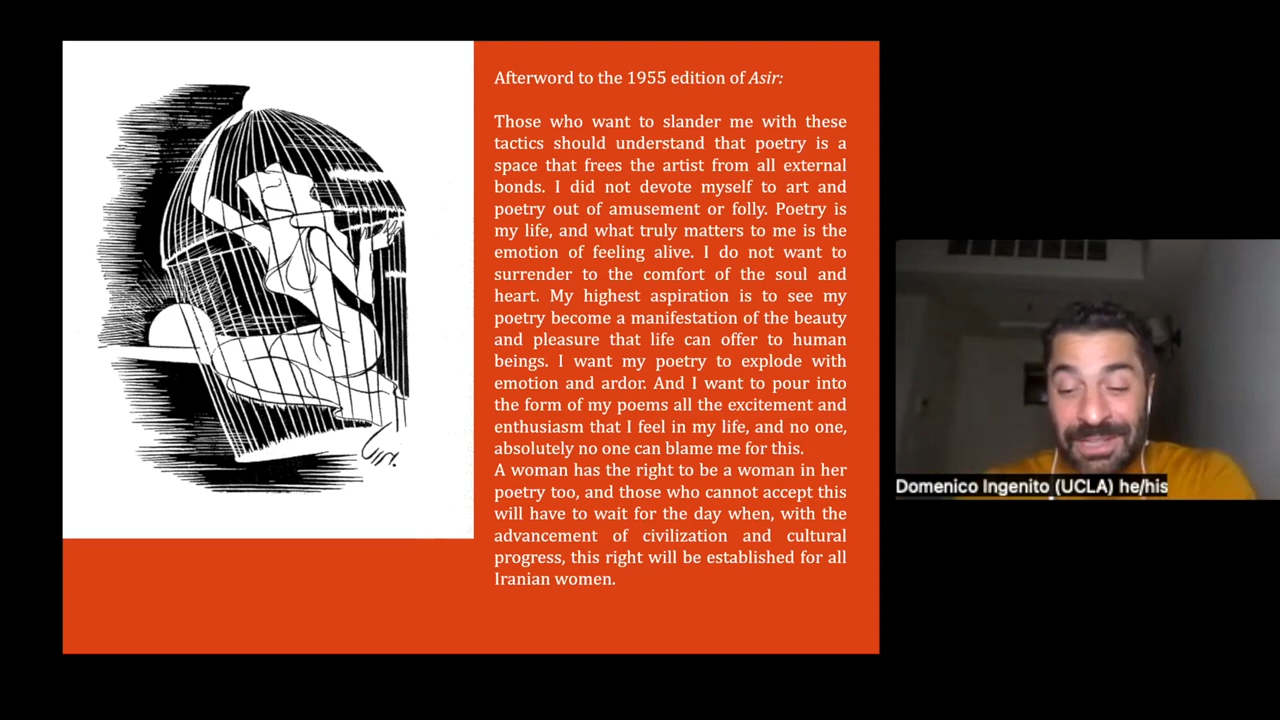 Afterword to the 1955 edition of Asir:
Those who want to slander me with these
tactics should understand that poetry is a
space that frees the artist from all external
bonds. I did not devote myself to art and
poetry out of amusement or folly. Poetry is
my life, and what truly matters to me is the
emotion of feeling alive. I do not want to
surrender to the comfort of the soul and
heart. My highest aspiration is to see my
poetry become a manifestation of the beauty
and pleasure that life can offer to human
beings. I want my poetry to explode with
emotion and ardor. And I want to pour into
the form of my poems all the excitement and
enthusiasm that I feel in my life, and no one,
absolutely no one can blame me for this.
A woman has the right to be a woman in her
poetry too, and those who cannot accept this
will have to wait for the day when, with the
advancement of civilization and cultural
progress, this right will be established for all
Iranian women.
Domenico Ingenito (UCLA) he/his